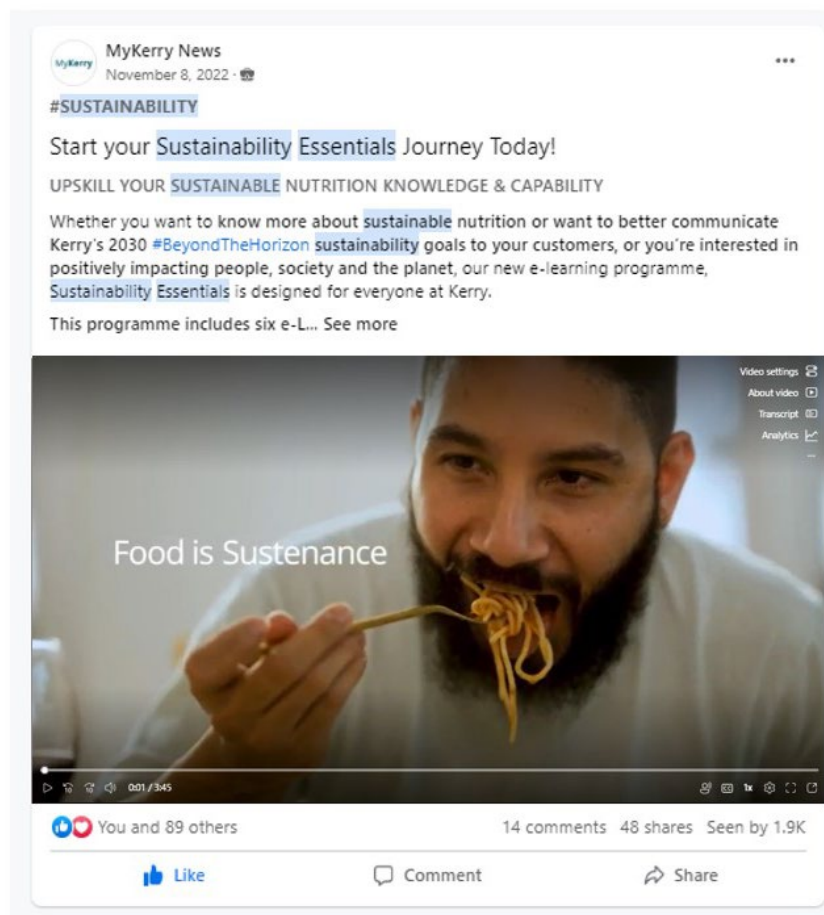 MyKerry
MyKerry News
November 8, 2022 ·
#SUSTAINABILITY
Start your Sustainability Essentials Journey Today!
UPSKILL YOUR SUSTAINABLE NUTRITION KNOWLEDGE & CAPABILITY
Whether you want to know more about sustainable nutrition or want to better communicate
Kerry's 2030 #BeyondTheHorizon sustainability goals to your customers, or you're interested in
positively impacting people, society and the planet, our new e-learning programme,
Sustainability Essentials is designed for everyone at Kerry.
This programme includes six e-L... See more
Video settings
About video
Transcript
Analytics
Food is Sustenance
0:01 / 3:45
1x
You and 89 others
14 comments 48 shares Seen by 1.9K
Like Comment Share